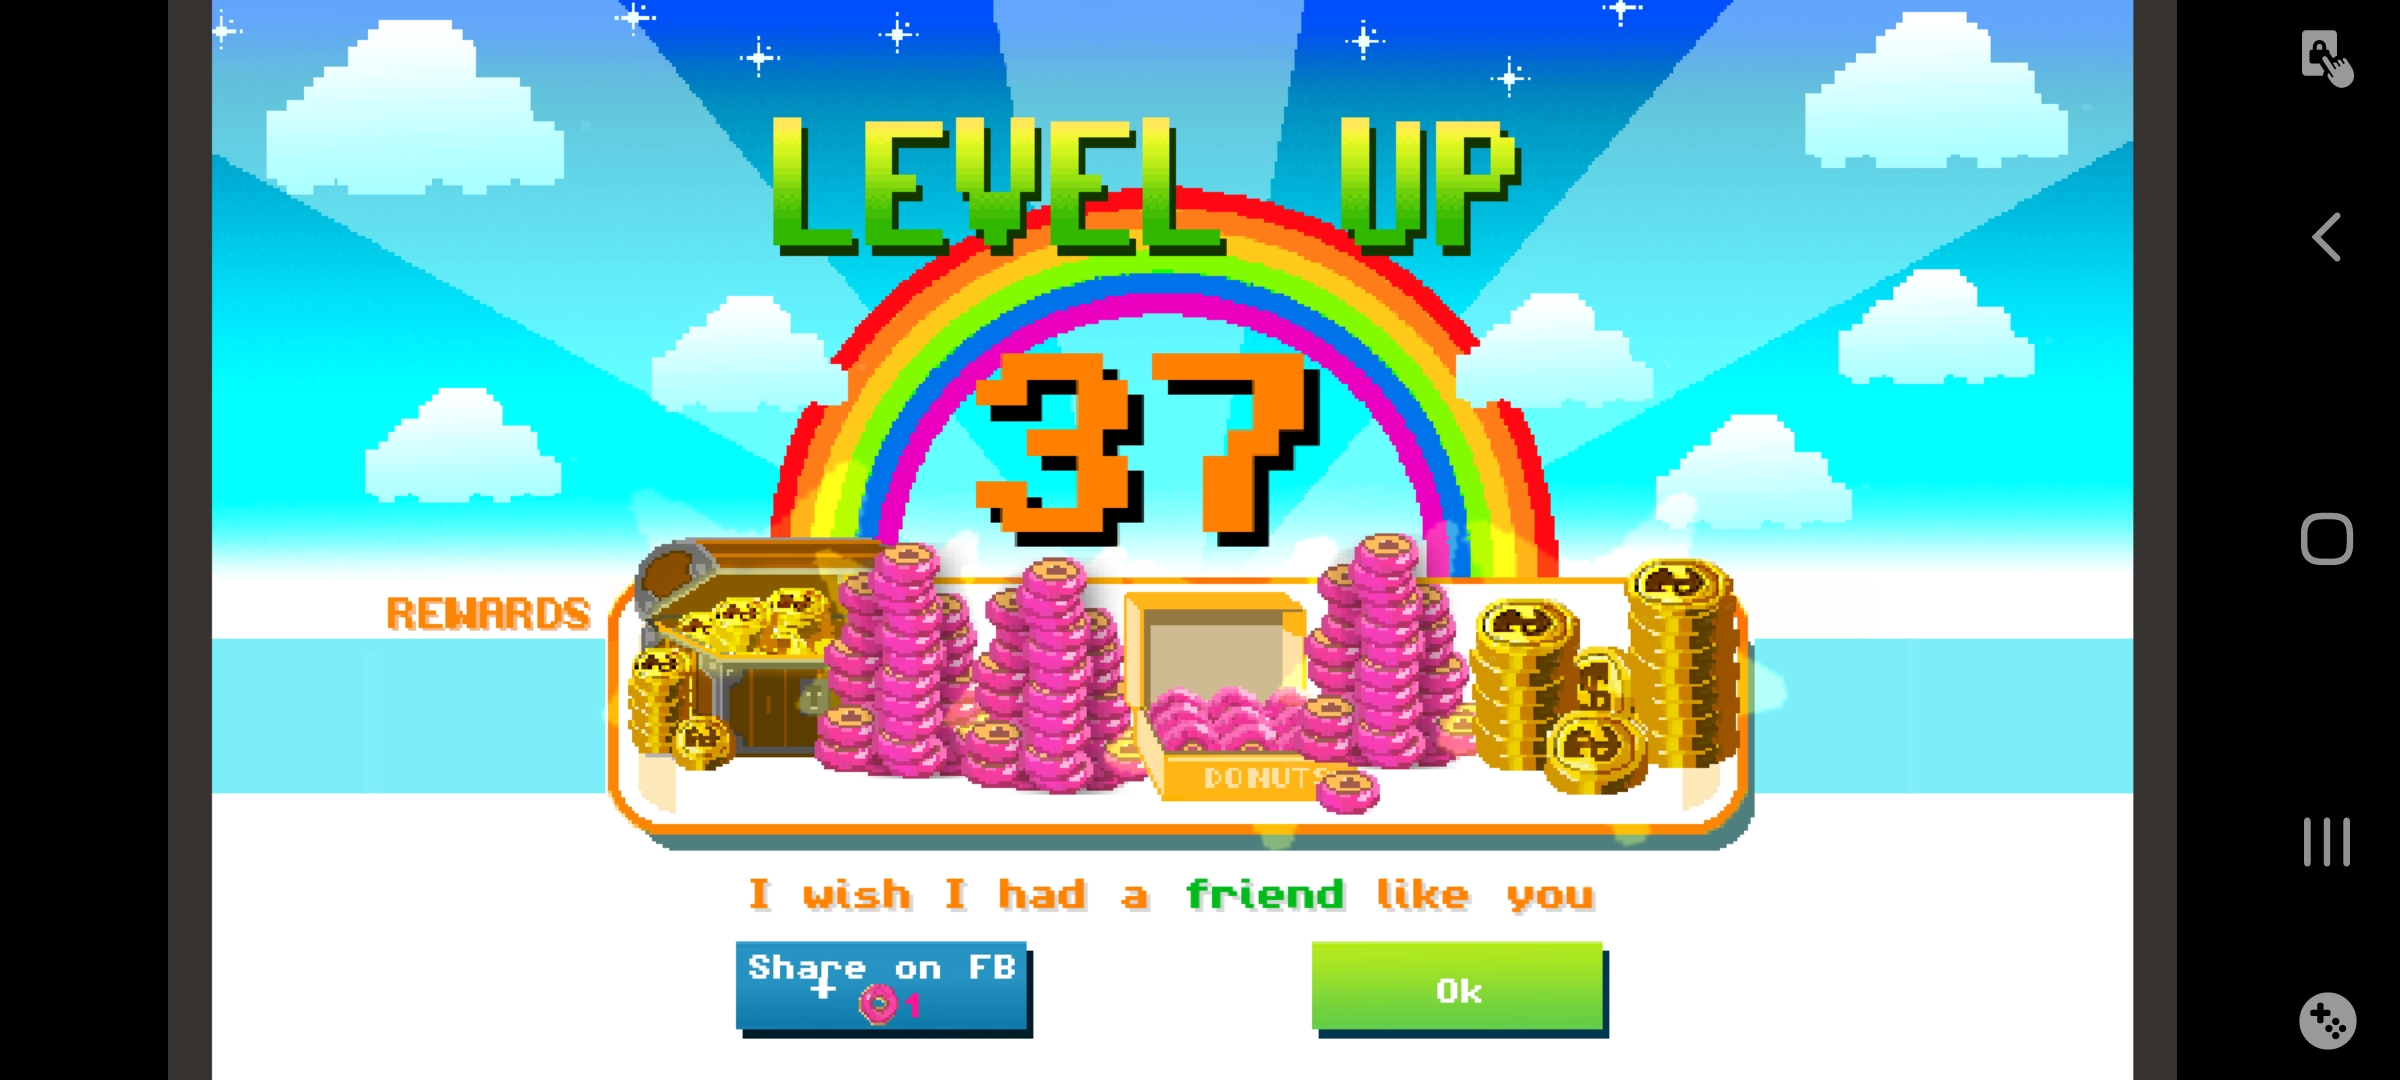 LEVEL UP
37
REWARDS
DONUTS
I wish I had a friend like you
Share on FB
+ 1
Ok